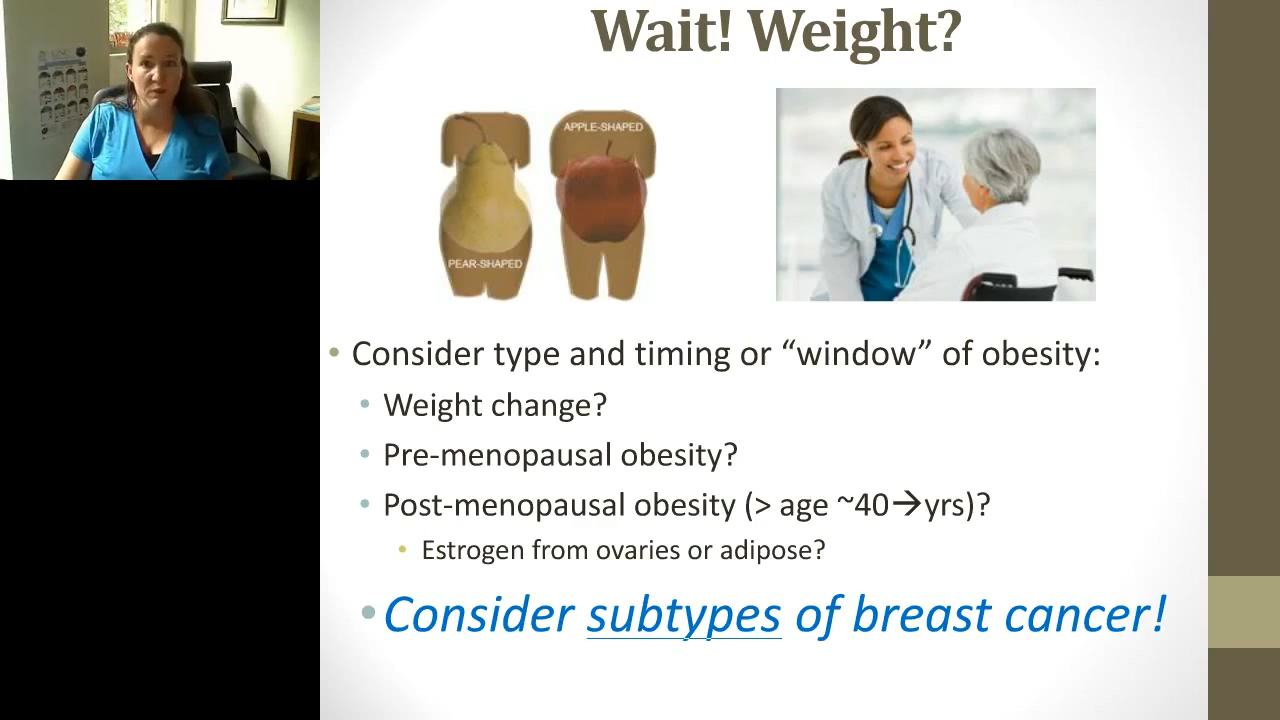 Wait! Weight?
APPLE-SHAPED
PEAR-SHAPED
• Consider type and timing or “window” of obesity:
• Weight change?
• Pre-menopausal obesity?
• Post-menopausal obesity (> age ~40→yrs)?
• Estrogen from ovaries or adipose?
• Consider subtypes of breast cancer!